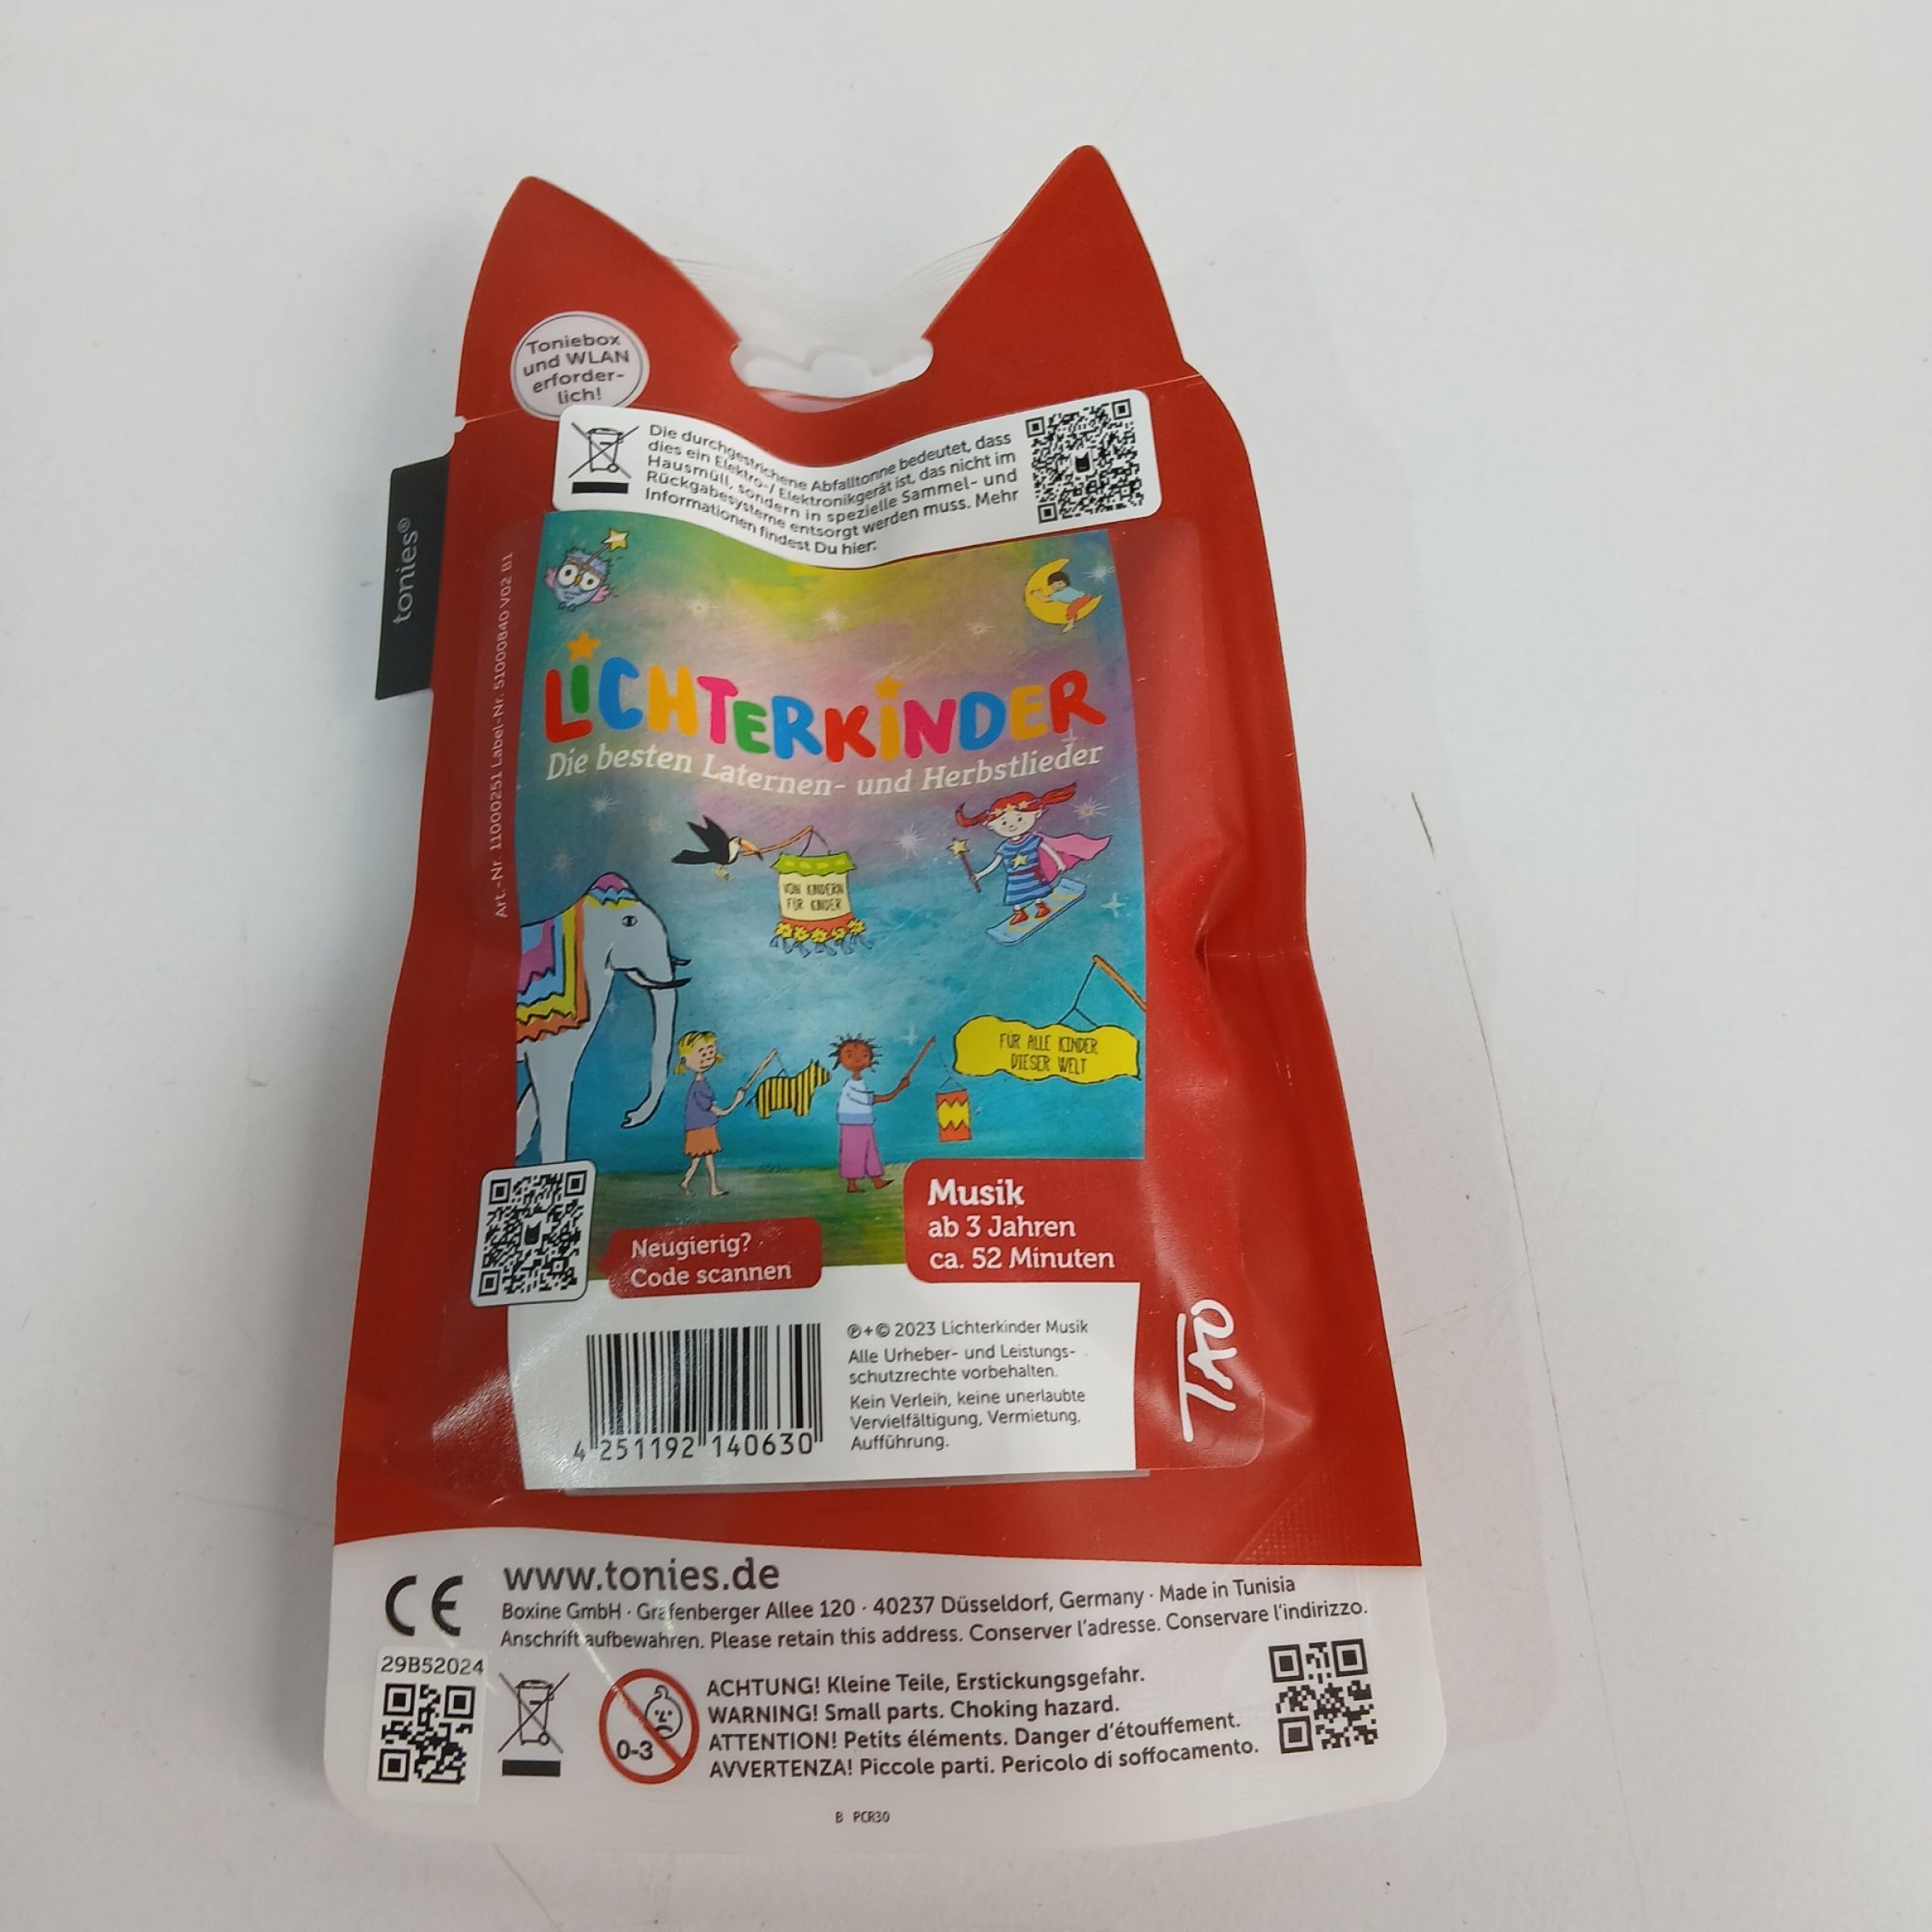 Toniebox
und WLAN
erforder-
lich!
Die durchgestrichene Abfalltonne bedeutet, dass
dies ein Elektro-/ Elektronikgerät ist, das nicht im
Hausmüll, sondern in spezielle Sammel- und
Rückgabesysteme entsorgt werden muss. Mehr
Informationen findest Du hier:
tonies®
Art.-Nr. 11000251 Label-Nr. 51000840 V02 B1
LICHTERKINDER
Die besten Laternen- und Herbstlieder
VON KINDERN
FÜR KINDER
FÜR ALLE KINDER
DIESER WELT
Musik
ab 3 Jahren
ca. 52 Minuten
Neugierig?
Code scannen
℗+© 2023 Lichterkinder Musik
Alle Urheber- und Leistungs-
schutzrechte vorbehalten.
Kein Verleih, keine unerlaubte
Vervielfältigung, Vermietung,
Aufführung.
4 251192 140630
TAO
CE
www.tonies.de
Boxine GmbH · Grafenberger Allee 120 · 40237 Düsseldorf, Germany · Made in Tunisia
Anschrift aufbewahren. Please retain this address. Conserver l'adresse. Conservare l'indirizzo.
29B52024
0-3
ACHTUNG! Kleine Teile, Erstickungsgefahr.
WARNING! Small parts. Choking hazard.
ATTENTION! Petits éléments. Danger d'étouffement.
AVVERTENZA! Piccole parti. Pericolo di soffocamento.
B PCR30